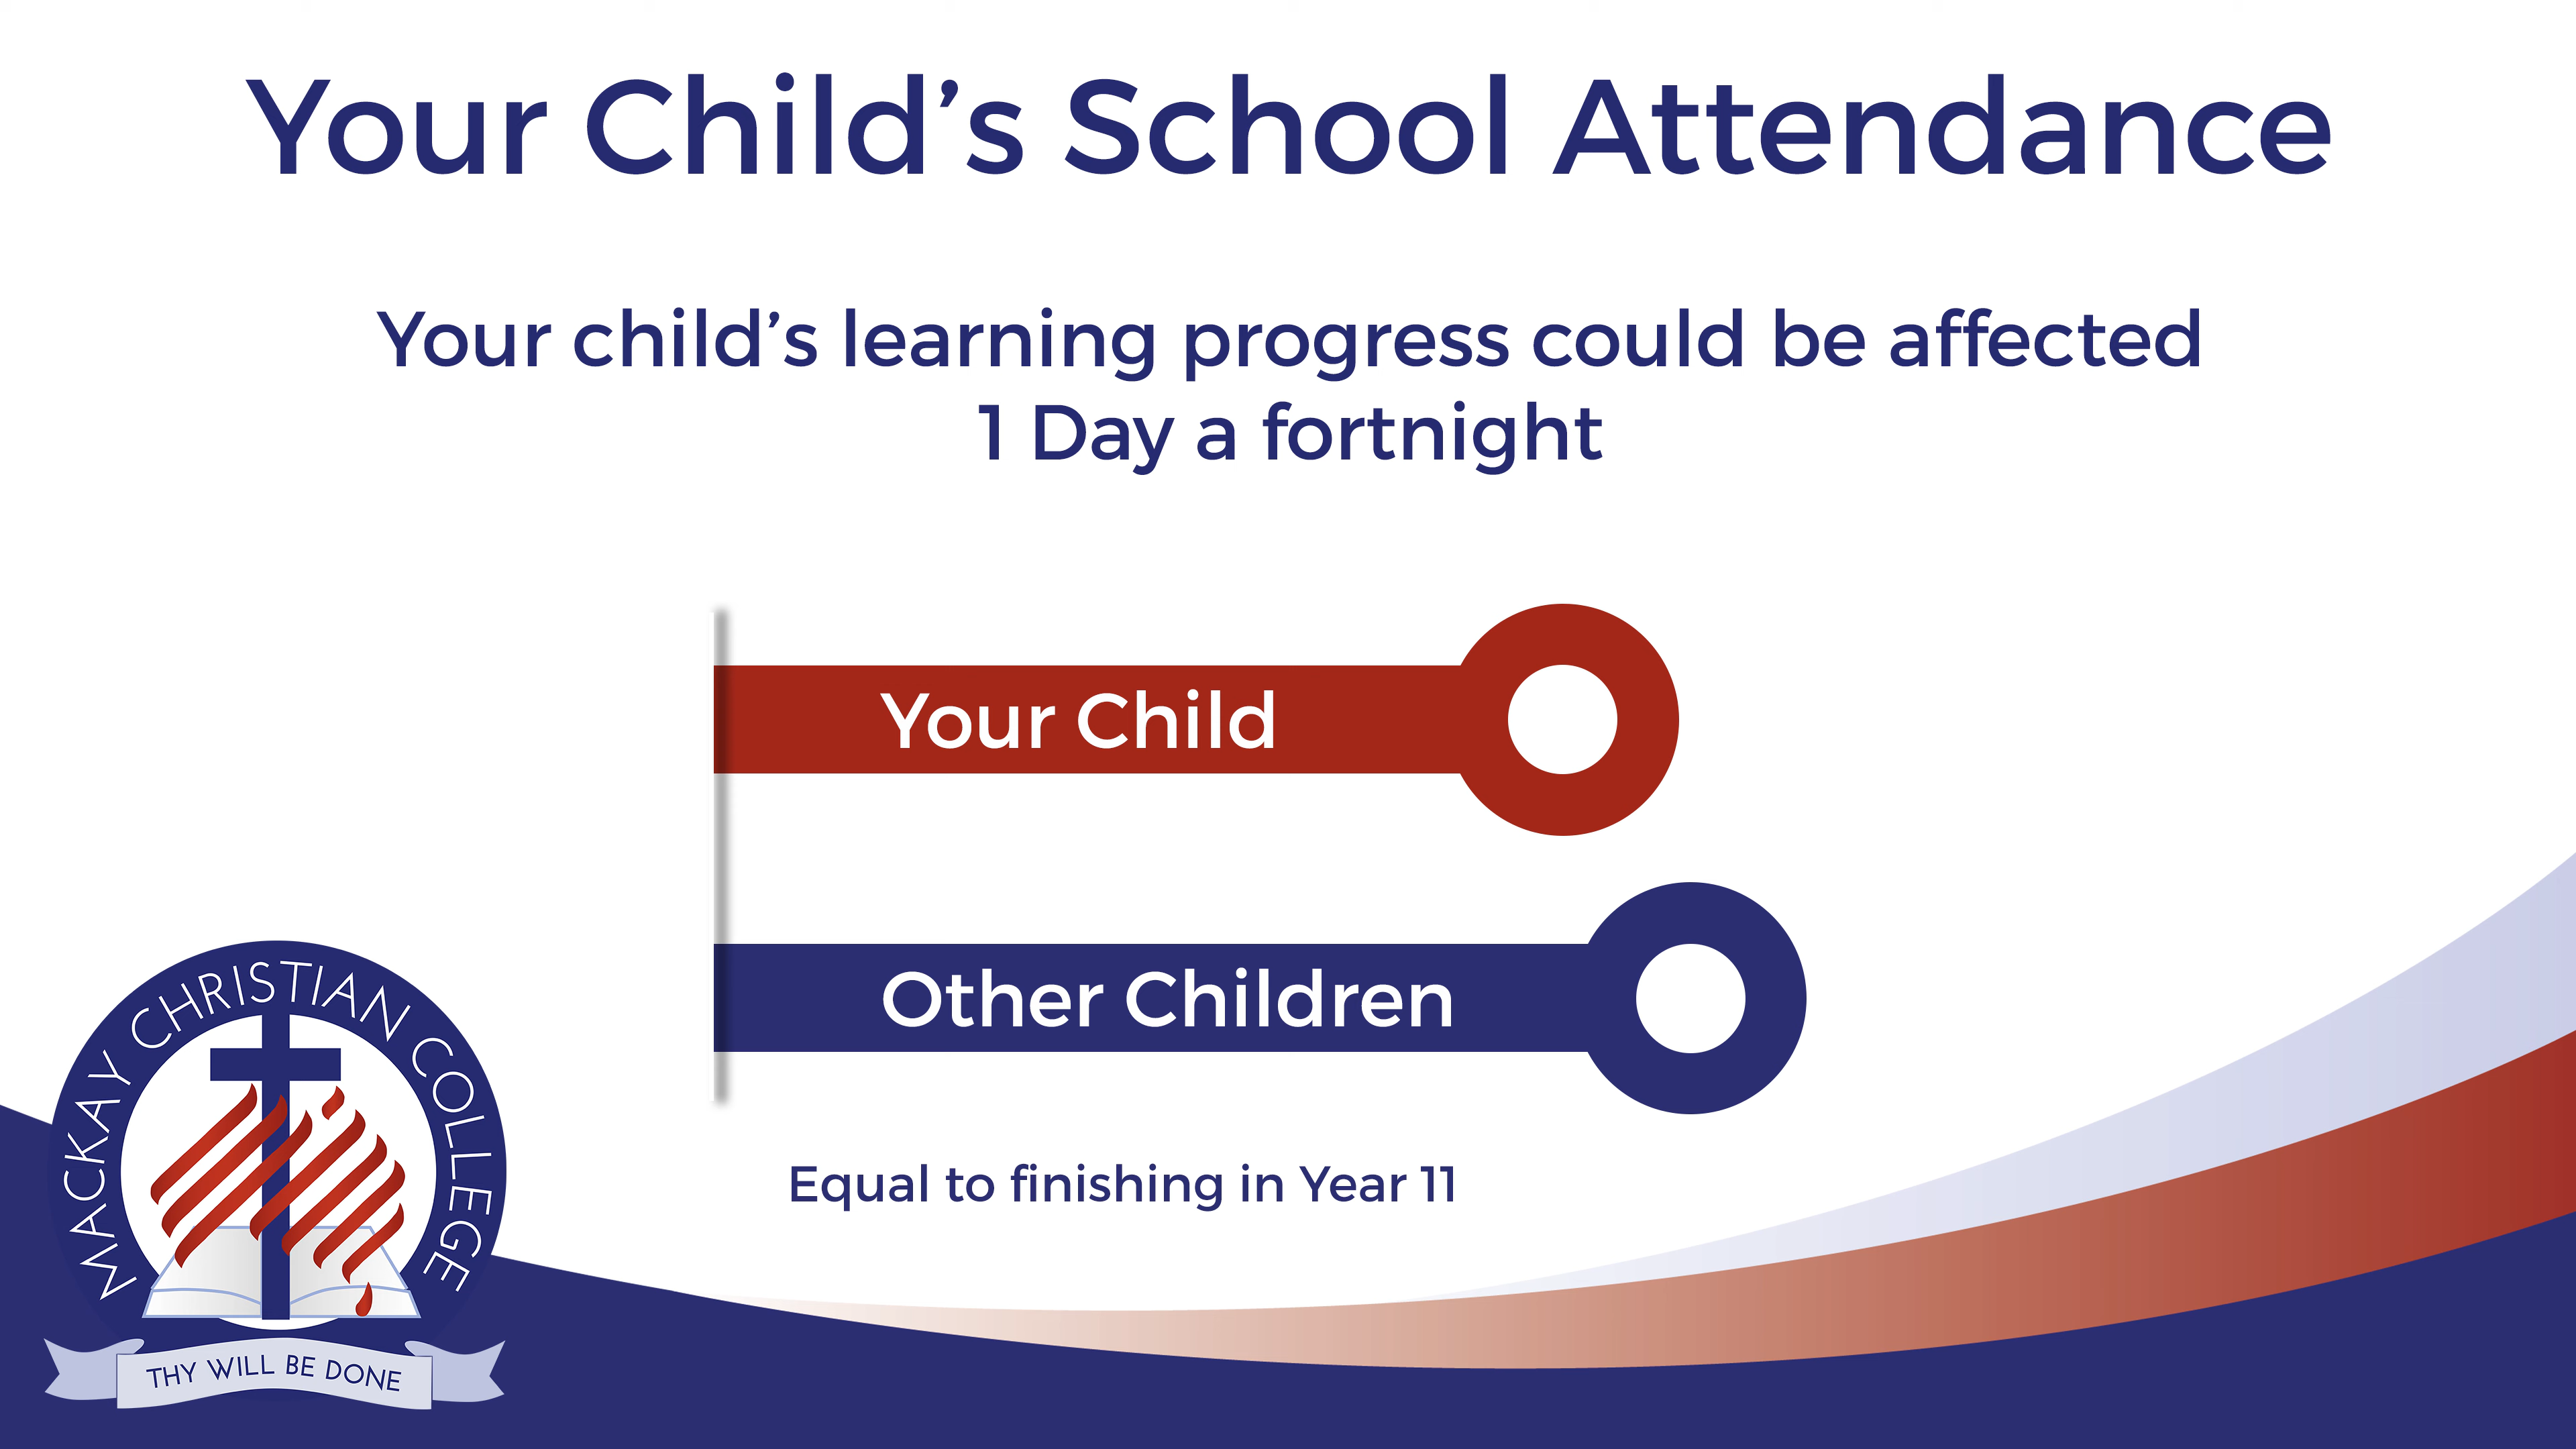 Your Child’s School Attendance
Your child’s learning progress could be affected
1 Day a fortnight
Your Child
Other Children
Equal to finishing in Year 11
MACKAY CHRISTIAN COLLEGE
THY WILL BE DONE